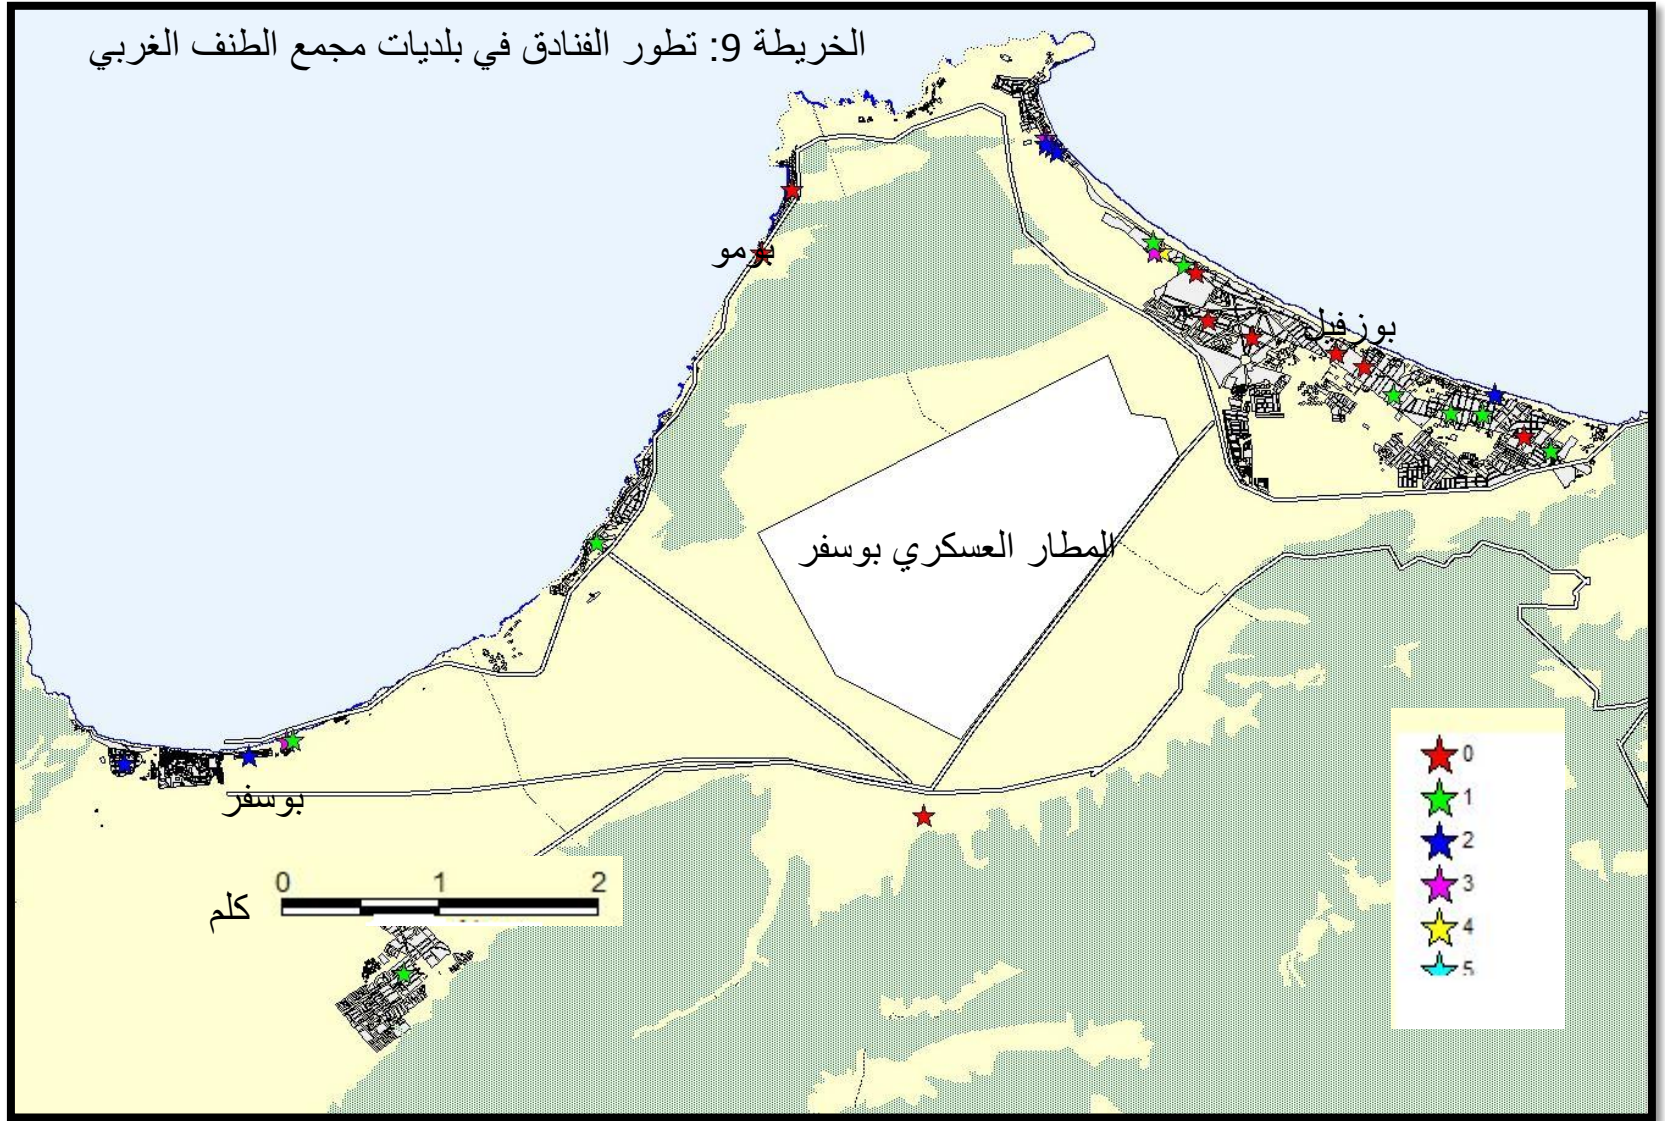 الخريطة 9: تطور الفنادق في بلديات مجمع الطنف الغربي
بومو
بوزفيل
المطار العسكري بوسفر
بوسفر
0 1 2
كلم
0
1
2
3
4
5